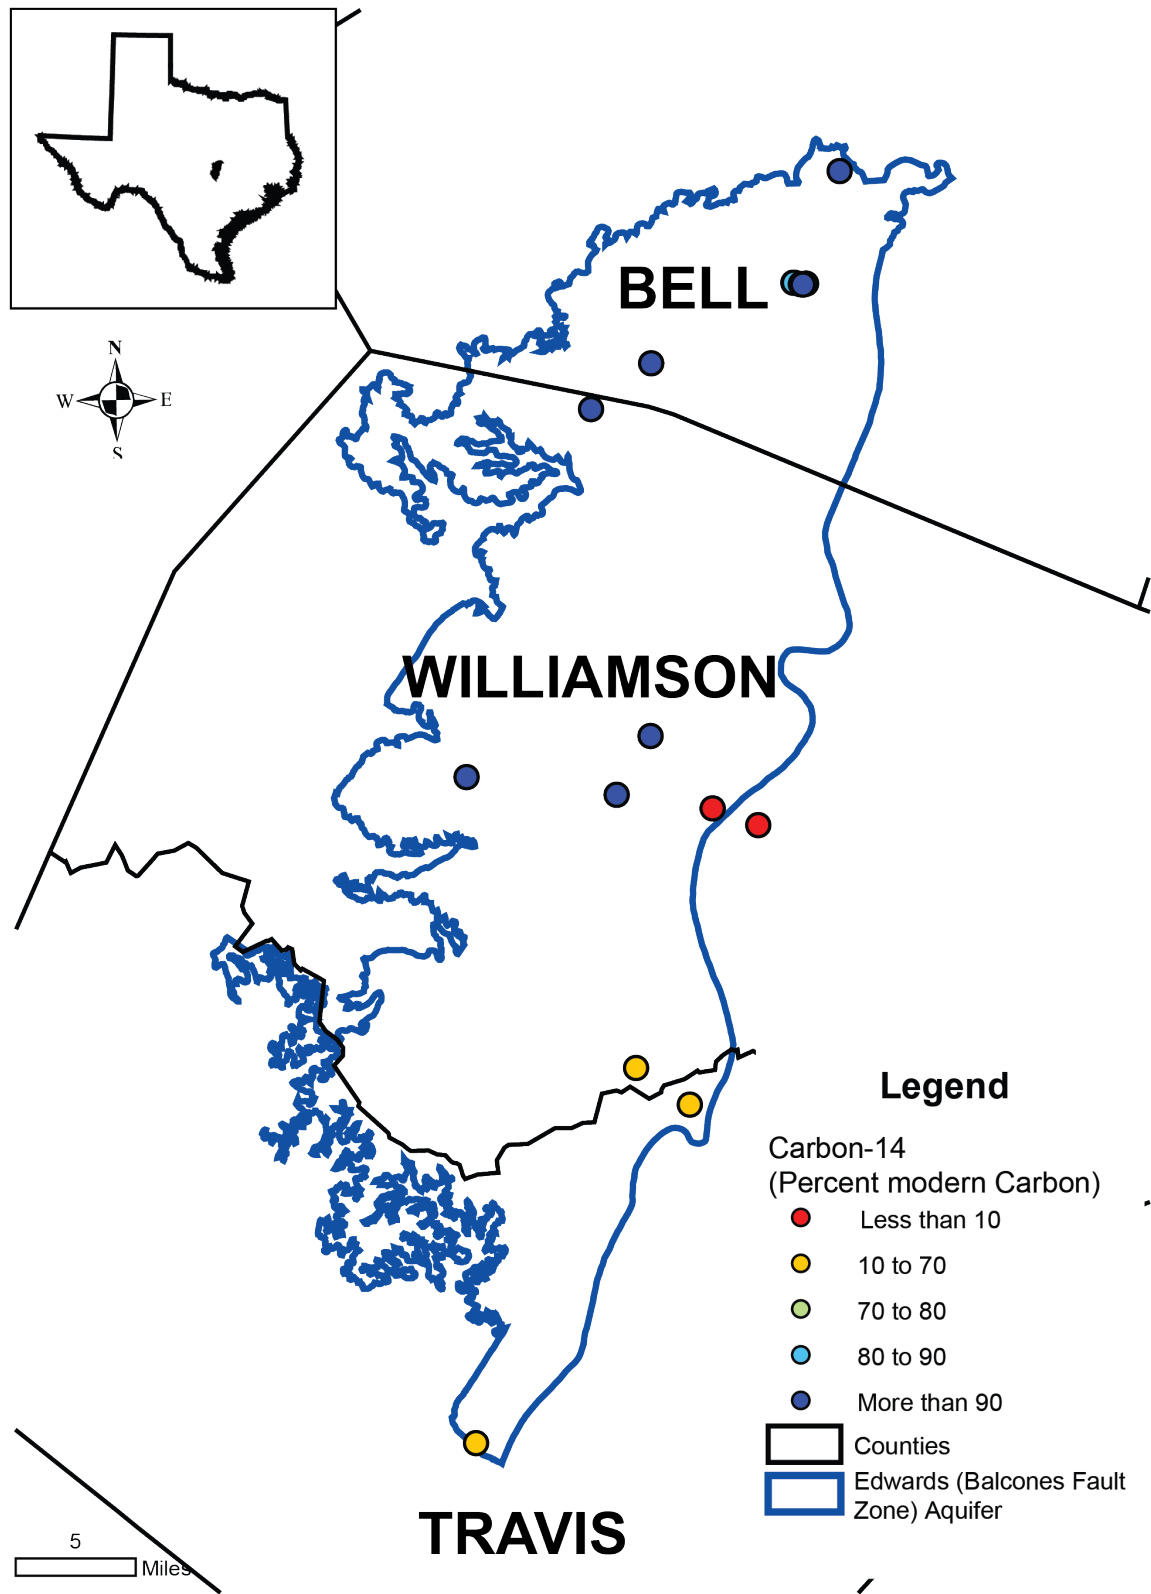 BELL
N
W E
S
WILLIAMSON
Legend
Carbon-14
(Percent modern Carbon)
Less than 10
10 to 70
70 to 80
80 to 90
More than 90
Counties
Edwards (Balcones Fault
Zone) Aquifer
TRAVIS
5
Miles